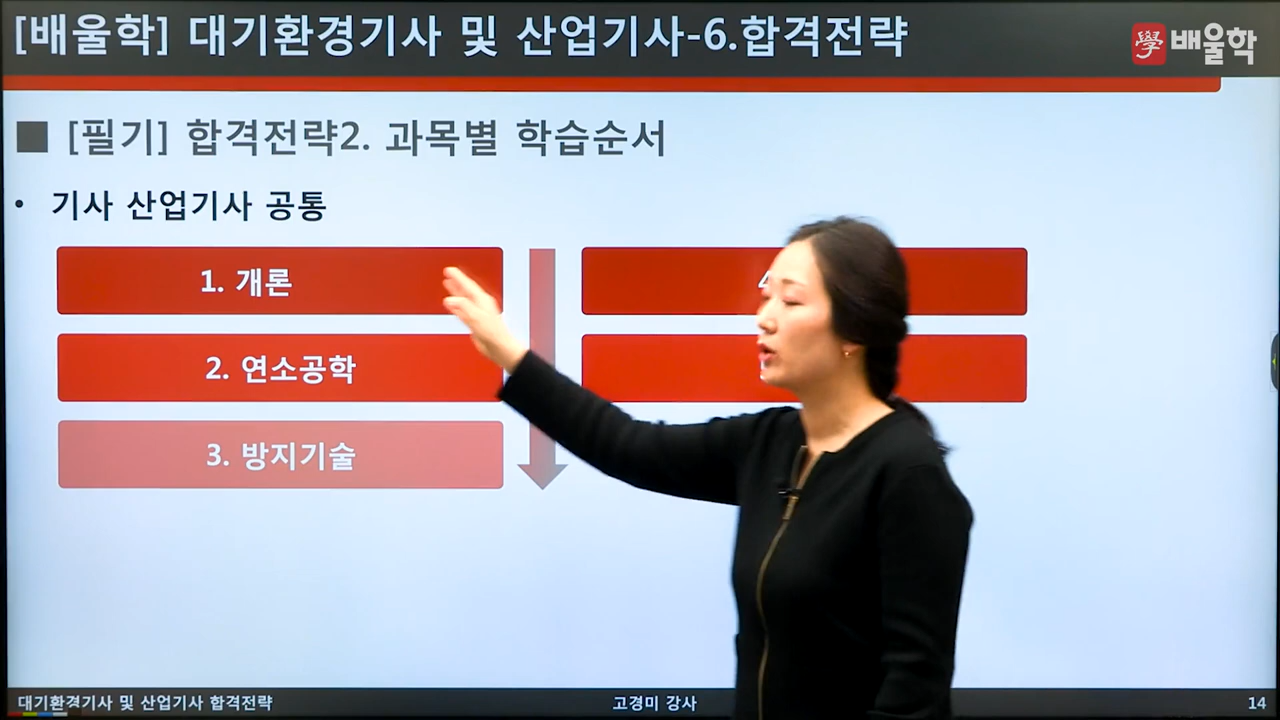 [배울학] 대기환경기사 및 산업기사-6.합격전략
學 배울학
■ [필기] 합격전략2. 과목별 학습순서
• 기사 산업기사 공통
1. 개론
2. 연소공학
3. 방지기술
대기환경기사 및 산업기사 합격전략
고경미 강사
14